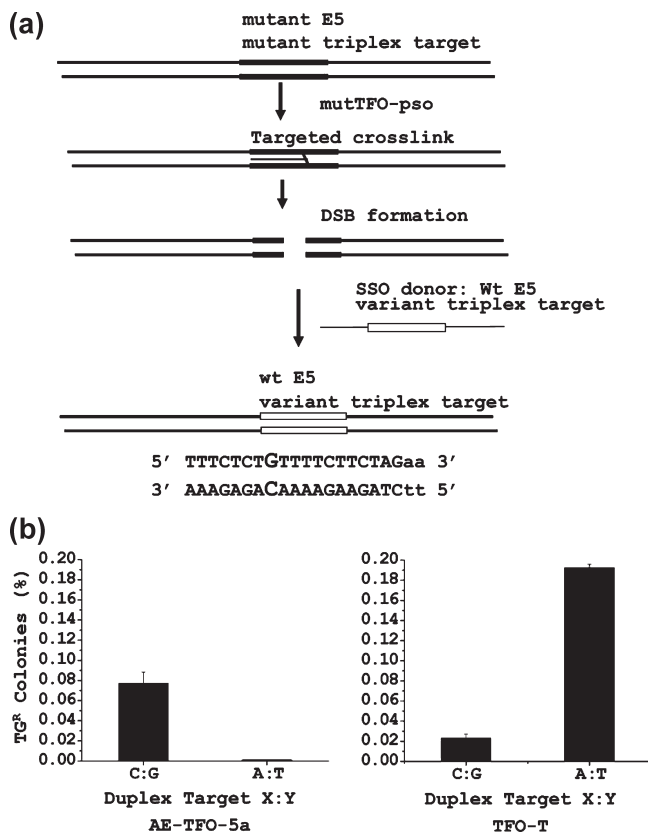 (a)
mutant E5
mutant triplex target
mutTFO-pso
Targeted crosslink
DSB formation
SSO donor: Wt E5
variant triplex target
wt E5
variant triplex target
5' TTTCTCTGTTTTCTTCTAGaa 3'
3' AAAGAGACAAAAGAAGATCtt 5'
(b)
TGR Colonies (%)
0.20
0.18
0.16
0.14
0.12
0.10
0.08
0.06
0.04
0.02
0.00
C:G A:T
Duplex Target X:Y
AE-TFO-5a
0.20
0.18
0.16
0.14
0.12
0.10
0.08
0.06
0.04
0.02
0.00
C:G A:T
Duplex Target X:Y
TFO-T